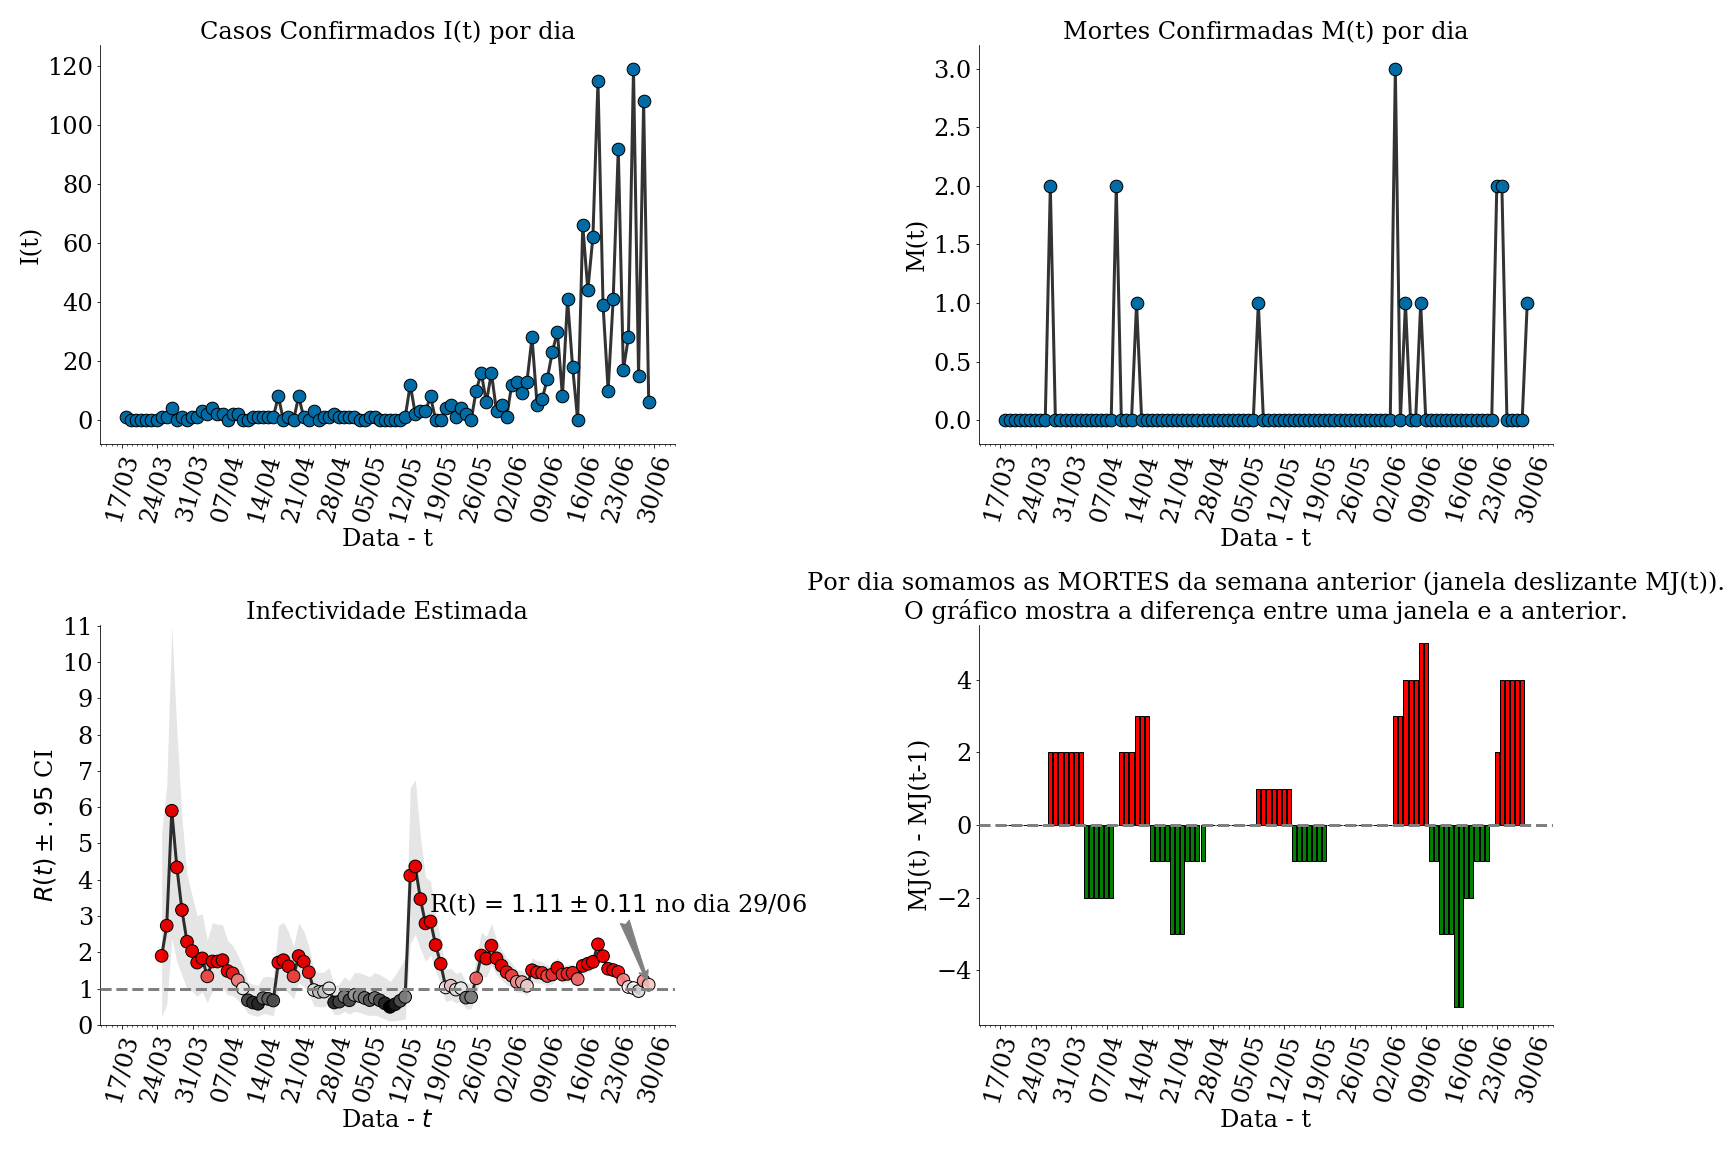 Casos Confirmados I(t) por dia
120
100
80
60
40
20
0
I(t)
17/03 24/03 31/03 07/04 14/04 21/04 28/04 05/05 12/05 19/05 26/05 02/06 09/06 16/06 23/06 30/06
Data - t
Mortes Confirmadas M(t) por dia
3.0
2.5
2.0
1.5
1.0
0.5
0.0
M(t)
17/03 24/03 31/03 07/04 14/04 21/04 28/04 05/05 12/05 19/05 26/05 02/06 09/06 16/06 23/06 30/06
Data - t
Infectividade Estimada
11
10
9
8
7
6
5
4
3
2
1
0
R(t) ± .95 CI
R(t) = 1.11 ± 0.11 no dia 29/06
17/03 24/03 31/03 07/04 14/04 21/04 28/04 05/05 12/05 19/05 26/05 02/06 09/06 16/06 23/06 30/06
Data - t
Por dia somamos as MORTES da semana anterior (janela deslizante MJ(t)).
O gráfico mostra a diferença entre uma janela e a anterior.
4
2
0
−2
−4
MJ(t) - MJ(t-1)
17/03 24/03 31/03 07/04 14/04 21/04 28/04 05/05 12/05 19/05 26/05 02/06 09/06 16/06 23/06 30/06
Data - t